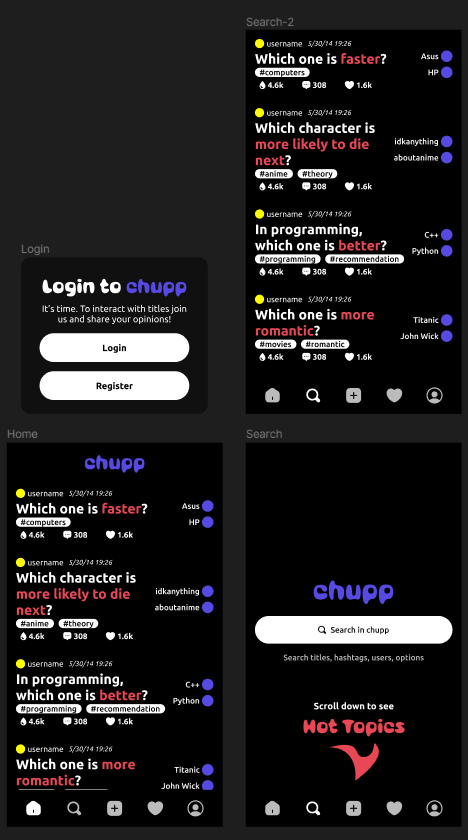 Search-2
username 5/30/14 19:26
Which one is faster?
#computers
4.6k 308 1.6k
Asus
HP
username 5/30/14 19:26
Which character is
more likely to die
next?
#anime #theory
4.6k 308 1.6k
idkanything
aboutanime
username 5/30/14 19:26
In programming,
which one is better?
#programming #recommendation
4.6k 308 1.6k
C++
Python
username 5/30/14 19:26
Which one is more
romantic?
#movies #romantic
4.6k 308 1.6k
Titanic
John Wick
Login
Login to chupp
It's time. To interact with titles join
us and share your opinions!
Login
Register
Home
chupp
username 5/30/14 19:26
Which one is faster?
#computers
4.6k 308 1.6k
Asus
HP
username 5/30/14 19:26
Which character is
more likely to die
next?
#anime #theory
4.6k 308 1.6k
idkanything
aboutanime
username 5/30/14 19:26
In programming,
which one is better?
#programming #recommendation
4.6k 308 1.6k
C++
Python
username 5/30/14 19:26
Which one is more
romantic?
Titanic
John Wick
Search
chupp
Search in chupp
Search titles, hashtags, users, options
Scroll down to see
Hot Topics